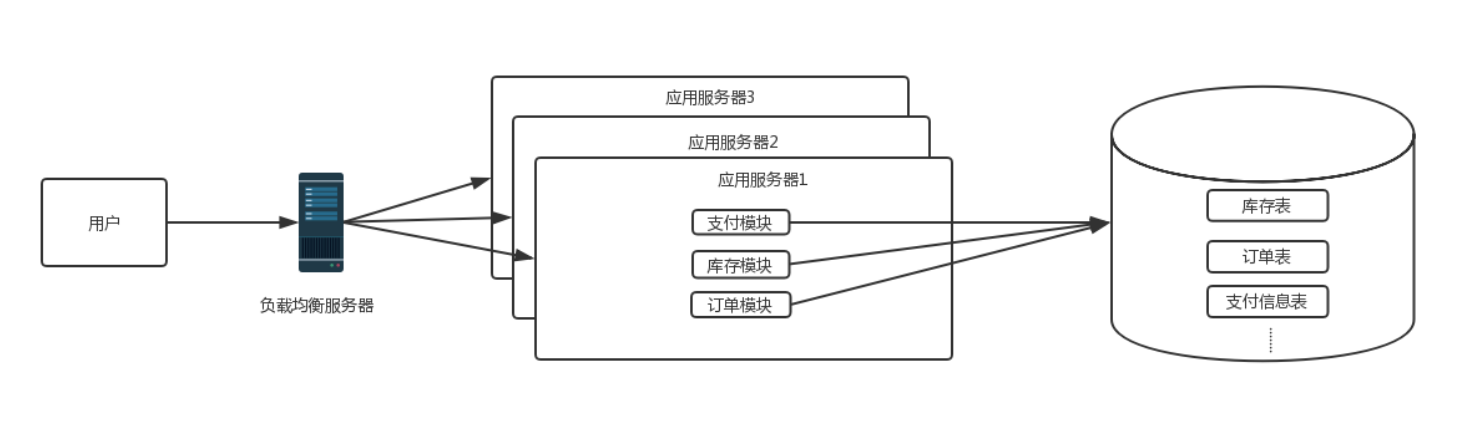 用户
负载均衡服务器
应用服务器3
应用服务器2
应用服务器1
支付模块
库存模块
订单模块
库存表
订单表
支付信息表